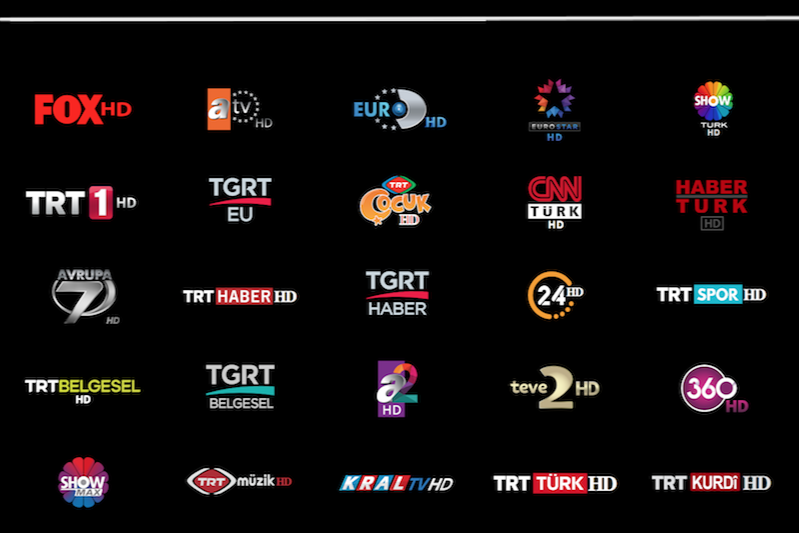 FOX HD
atv HD
EURO D HD
EUROSTAR
HD
SHOW
TURK
HD
TRT 1 HD
TGRT
EU
TRT
ÇOCUK
HD
CNN
TÜRK
HD
HABER
TURK
HD
AVRUPA
7
HD
TRT HABER HD
TGRT
HABER
24 HD
TRT SPOR HD
TRT BELGESEL
HD
TGRT
BELGESEL
a2
HD
teve 2 HD
360
HD
SHOW
MAX
TRT müzik HD
KRAL TV HD
TRT TÜRK HD
TRT KURDÎ HD